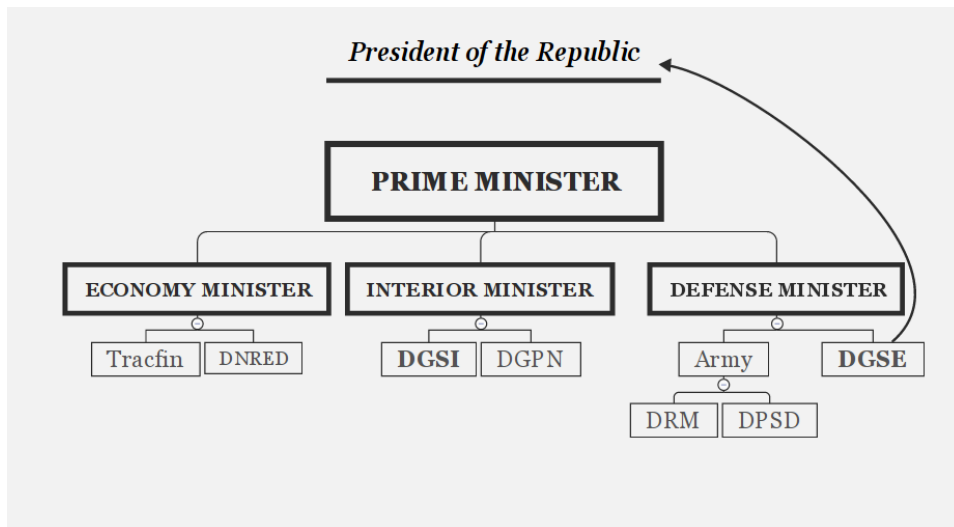 President of the Republic
PRIME MINISTER
ECONOMY MINISTER
INTERIOR MINISTER
DEFENSE MINISTER
Tracfin
DNRED
DGSI
DGPN
Army
DGSE
DRM
DPSD